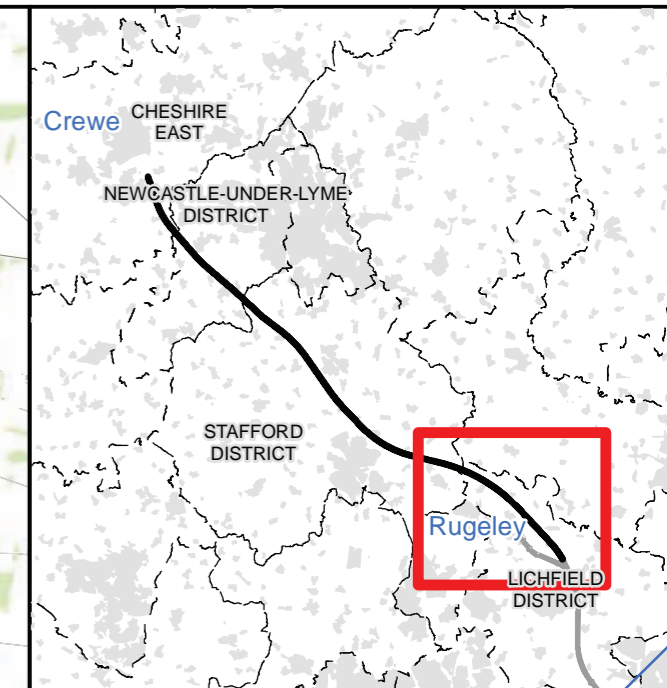 Crewe
CHESHIRE
EAST
NEWCASTLE-UNDER-LYME
DISTRICT
STAFFORD
DISTRICT
Rugeley
LICHFIELD
DISTRICT